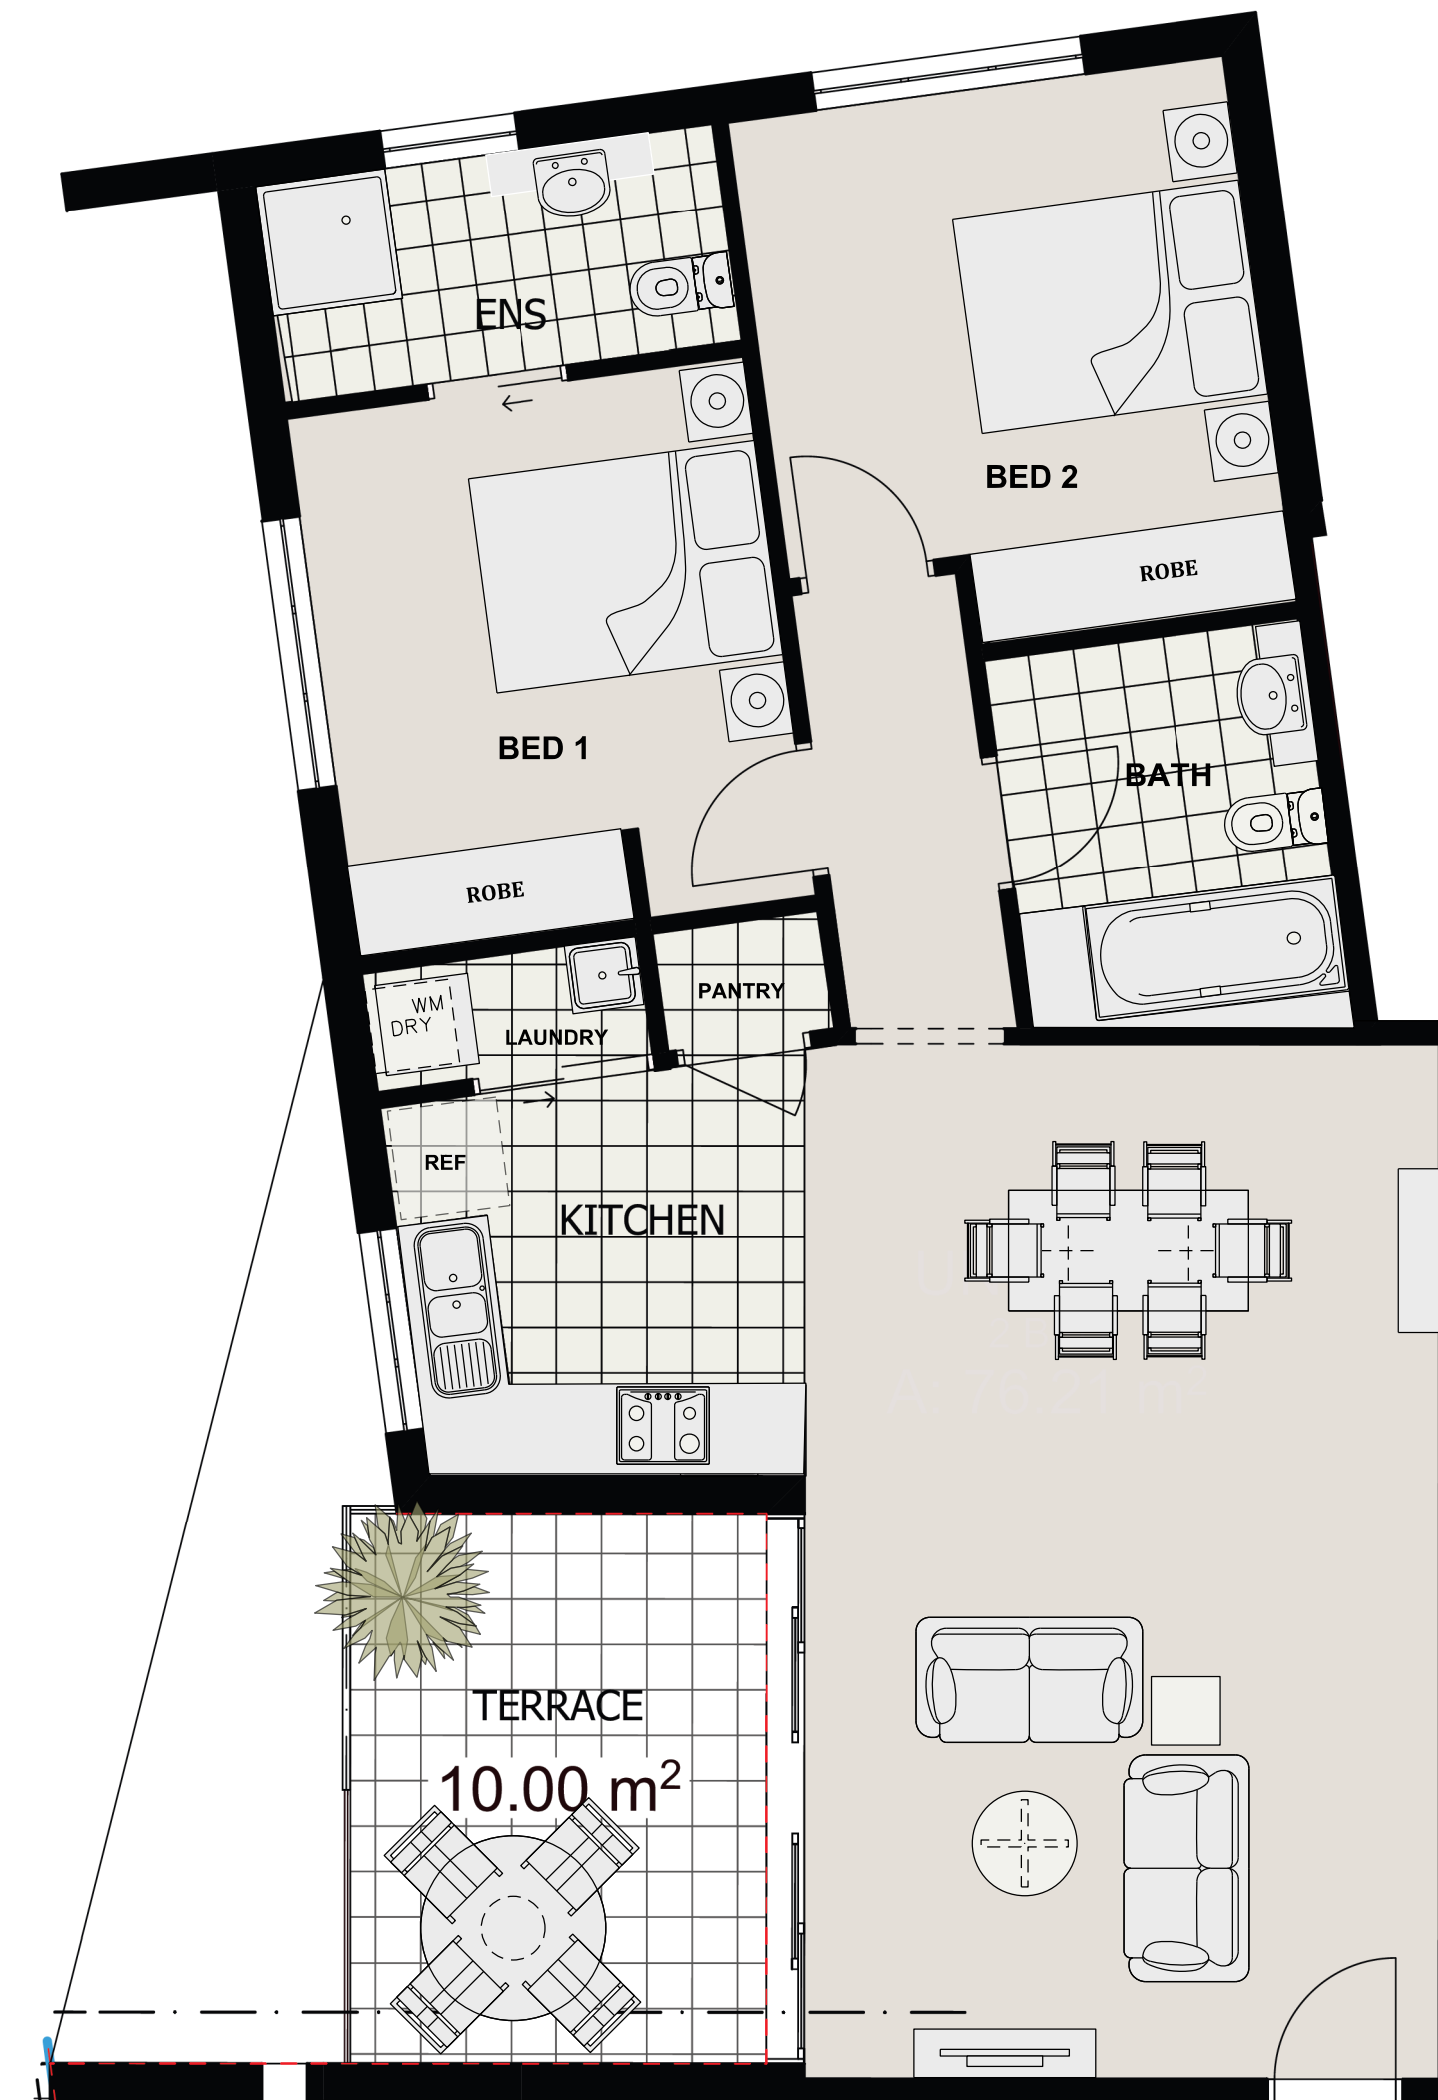 ENS
BED 2
ROBE
BED 1
BATH
ROBE
PANTRY
WM
DRY
LAUNDRY
REF
KITCHEN
TERRACE
10.00 m²